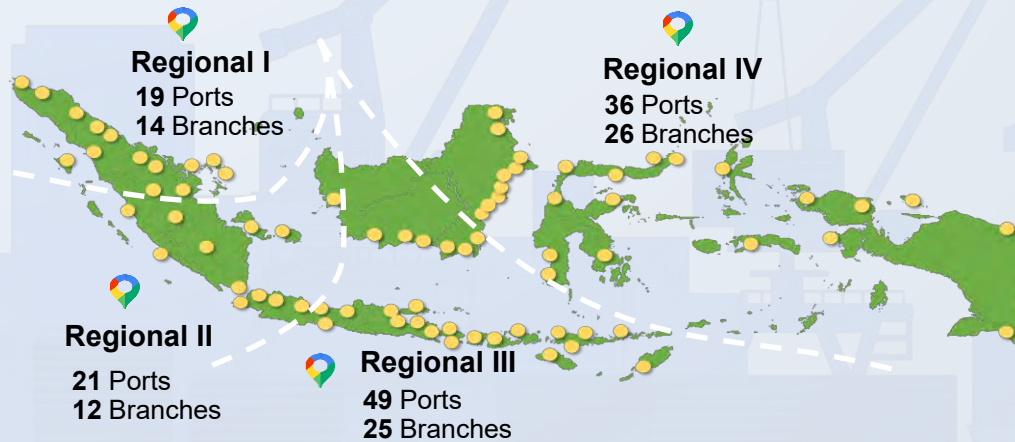 Regional I
19 Ports
14 Branches
Regional IV
36 Ports
26 Branches
Regional II
21 Ports
12 Branches
Regional III
49 Ports
25 Branches